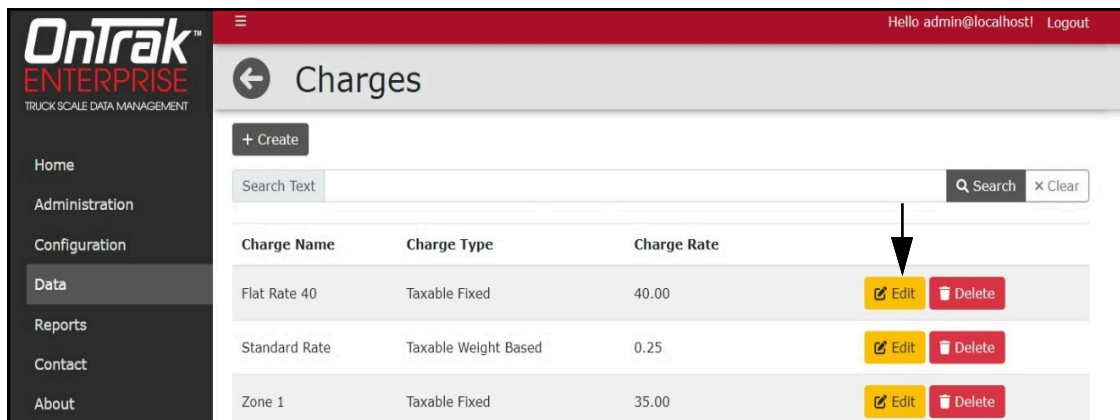 OnTrak™
ENTERPRISE
TRUCK SCALE DATA MANAGEMENT
Home
Administration
Configuration
Data
Reports
Contact
About
☰ Hello admin@localhost! Logout
Charges
+ Create
Search Text Search × Clear
Charge Name Charge Type Charge Rate
Flat Rate 40 Taxable Fixed 40.00 Edit Delete
Standard Rate Taxable Weight Based 0.25 Edit Delete
Zone 1 Taxable Fixed 35.00 Edit Delete